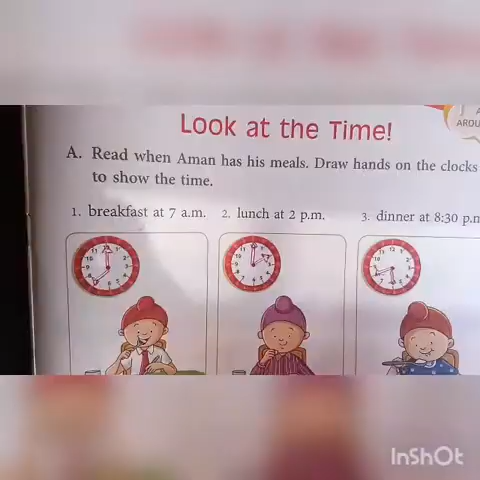 AROU
Look at the Time!
A. Read when Aman has his meals. Draw hands on the clocks
to show the time.
1. breakfast at 7 a.m. 2. lunch at 2 p.m. 3. dinner at 8:30 p.m
InShOt